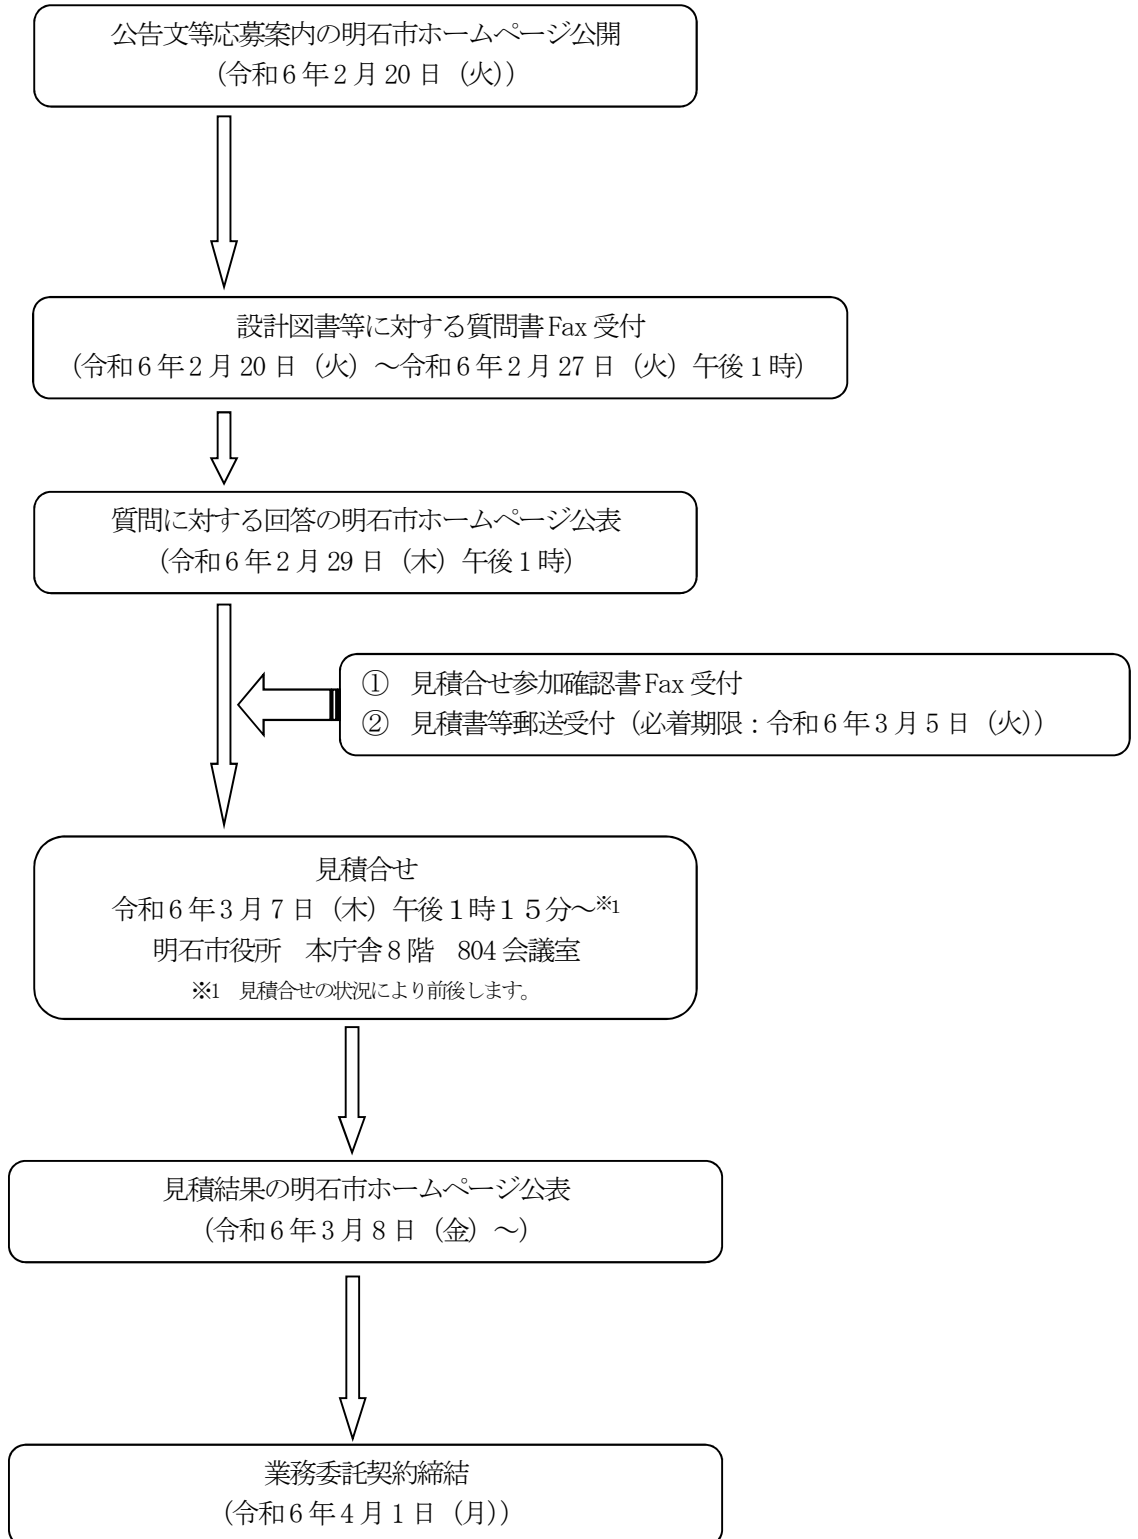 公告文等応募案内の明石市ホームページ公開
(令和6年2月20日（火）)
設計図書等に対する質問書Fax受付
(令和6年2月20日（火）～令和6年2月27日（火）午後1時)
質問に対する回答の明石市ホームページ公表
(令和6年2月29日（木）午後1時)
①　見積合せ参加確認書Fax受付
②　見積書等郵送受付（必着期限：令和6年3月5日（火））
見積合せ
令和6年3月7日（木）午後1時１５分～※1
明石市役所　本庁舎8階　804会議室
※1　見積合せの状況により前後します。
見積結果の明石市ホームページ公表
(令和6年3月8日（金）～)
業務委託契約締結
(令和6年4月1日（月）)